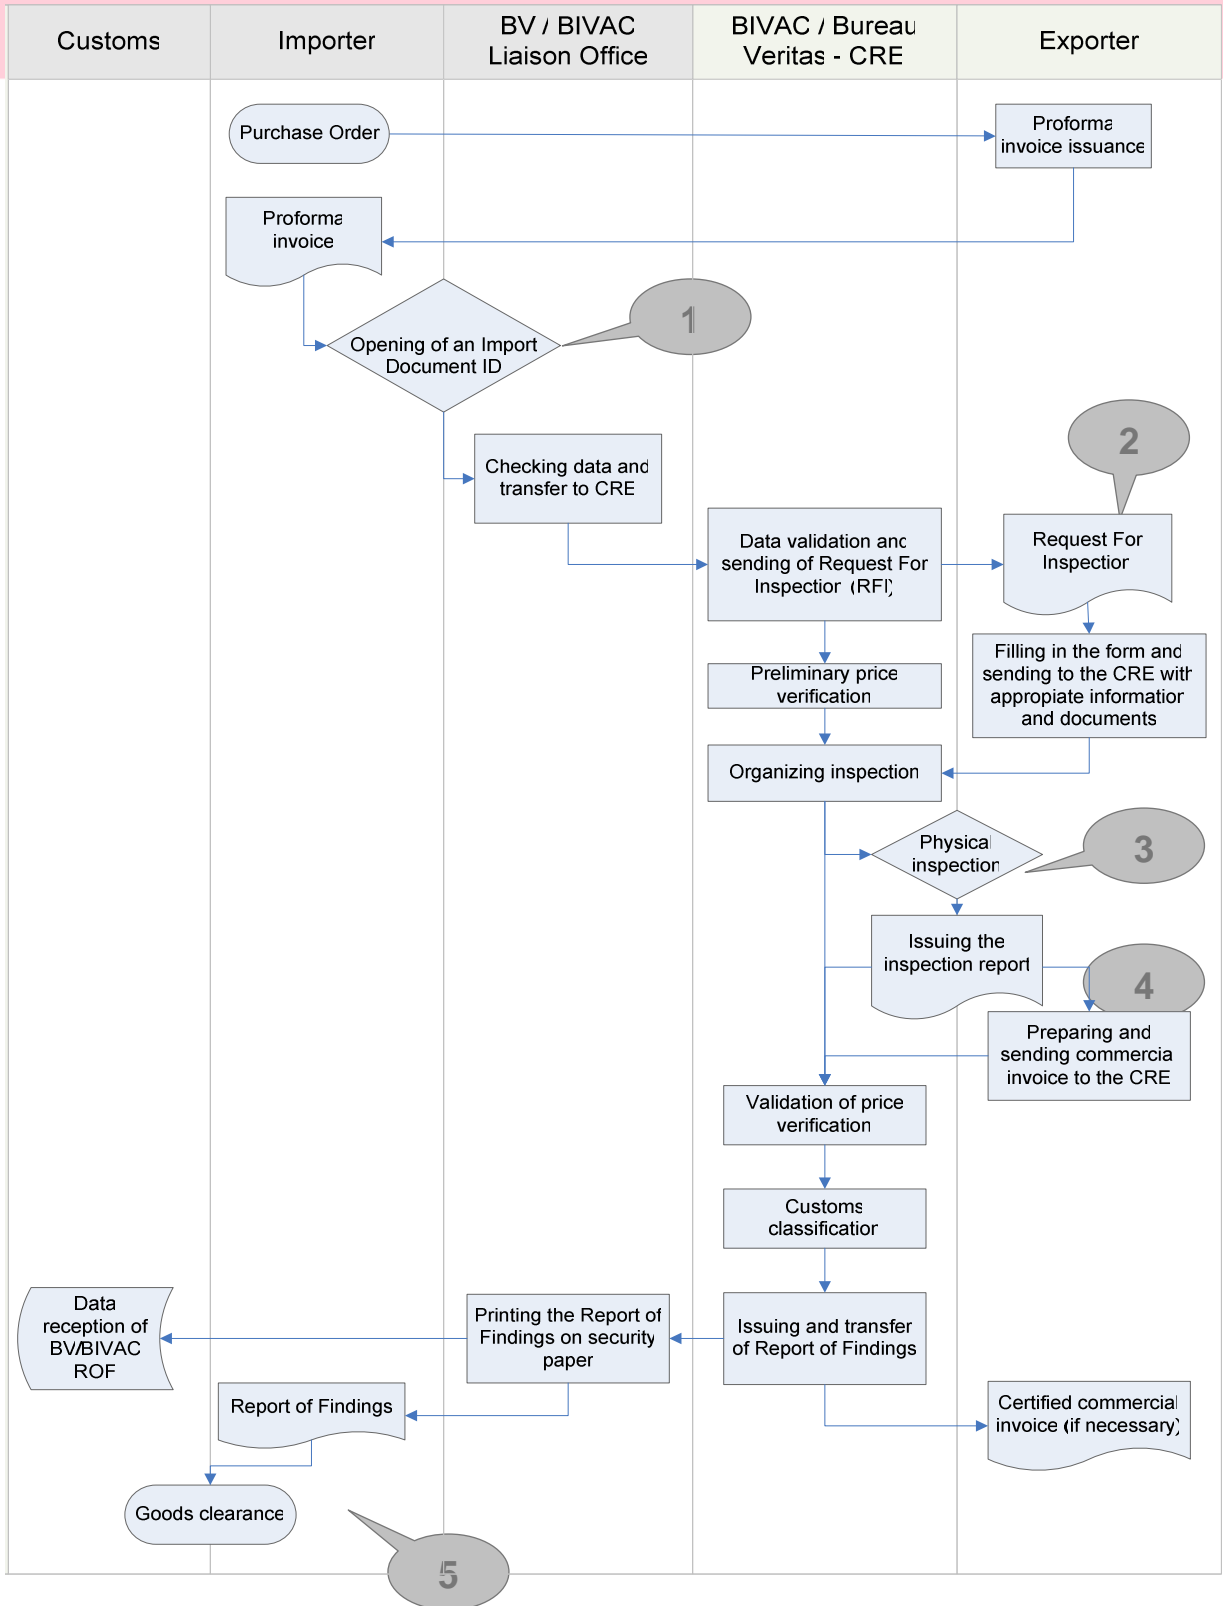 Customs
Importer
BV / BIVAC
Liaison Office
BIVAC / Bureau
Veritas - CRE
Exporter
Purchase Order
Proforma
invoice issuance
Proforma
invoice
1
Opening of an Import
Document ID
2
Checking data and
transfer to CRE
Data validation and
sending of Request For
Inspection (RFI)
Request For
Inspection
Filling in the form and
sending to the CRE with
appropiate information
and documents
Preliminary price
verification
Organizing inspection
Physical
inspection
3
Issuing the
inspection report
4
Preparing and
sending commercial
invoice to the CRE
Validation of price
verification
Customs
classification
Data
reception of
BV/BIVAC
ROF
Printing the Report of
Findings on security
paper
Issuing and transfer
of Report of Findings
Report of Findings
Certified commercial
invoice (if necessary)
Goods clearance
5